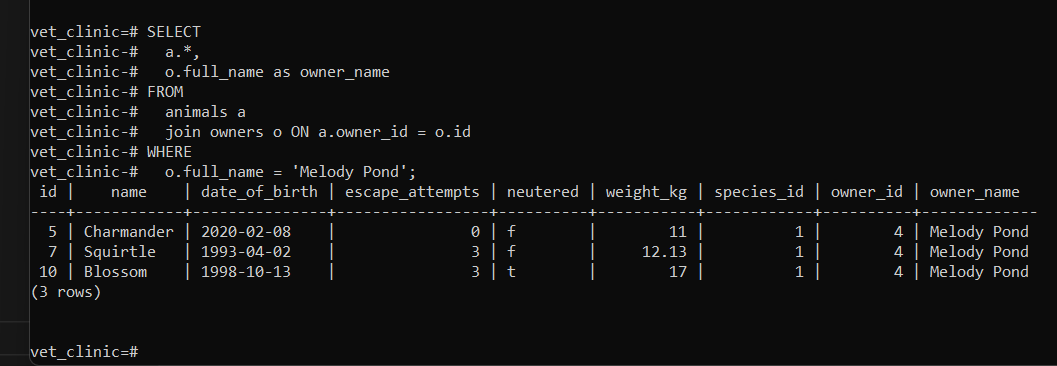 vet_clinic=# SELECT
vet_clinic-#   a.*,
vet_clinic-#   o.full_name as owner_name
vet_clinic-# FROM
vet_clinic-#   animals a
vet_clinic-#   join owners o ON a.owner_id = o.id
vet_clinic-# WHERE
vet_clinic-#   o.full_name = 'Melody Pond';
 id |    name    | date_of_birth | escape_attempts | neutered | weight_kg | species_id | owner_id | owner_name
----+------------+---------------+-----------------+----------+-----------+------------+----------+-------------
  5 | Charmander | 2020-02-08    |               0 | f        |        11 |          1 |        4 | Melody Pond
  7 | Squirtle   | 1993-04-02    |               3 | f        |     12.13 |          1 |        4 | Melody Pond
 10 | Blossom    | 1998-10-13    |               3 | t        |        17 |          1 |        4 | Melody Pond
(3 rows)
vet_clinic=#